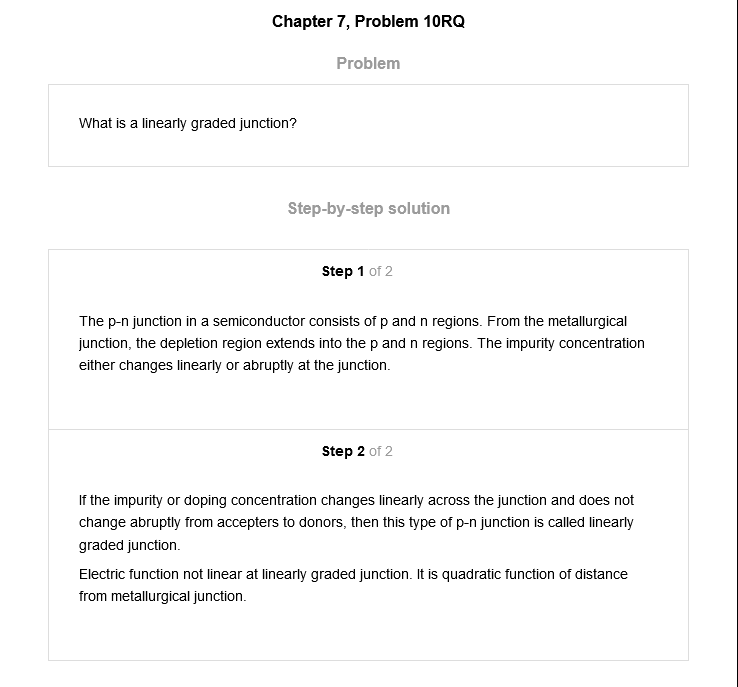 Chapter 7, Problem 10RQ
Problem
What is a linearly graded junction?
Step-by-step solution
Step 1 of 2
The p-n junction in a semiconductor consists of p and n regions. From the metallurgical
junction, the depletion region extends into the p and n regions. The impurity concentration
either changes linearly or abruptly at the junction.
Step 2 of 2
If the impurity or doping concentration changes linearly across the junction and does not
change abruptly from accepters to donors, then this type of p-n junction is called linearly
graded junction.
Electric function not linear at linearly graded junction. It is quadratic function of distance
from metallurgical junction.